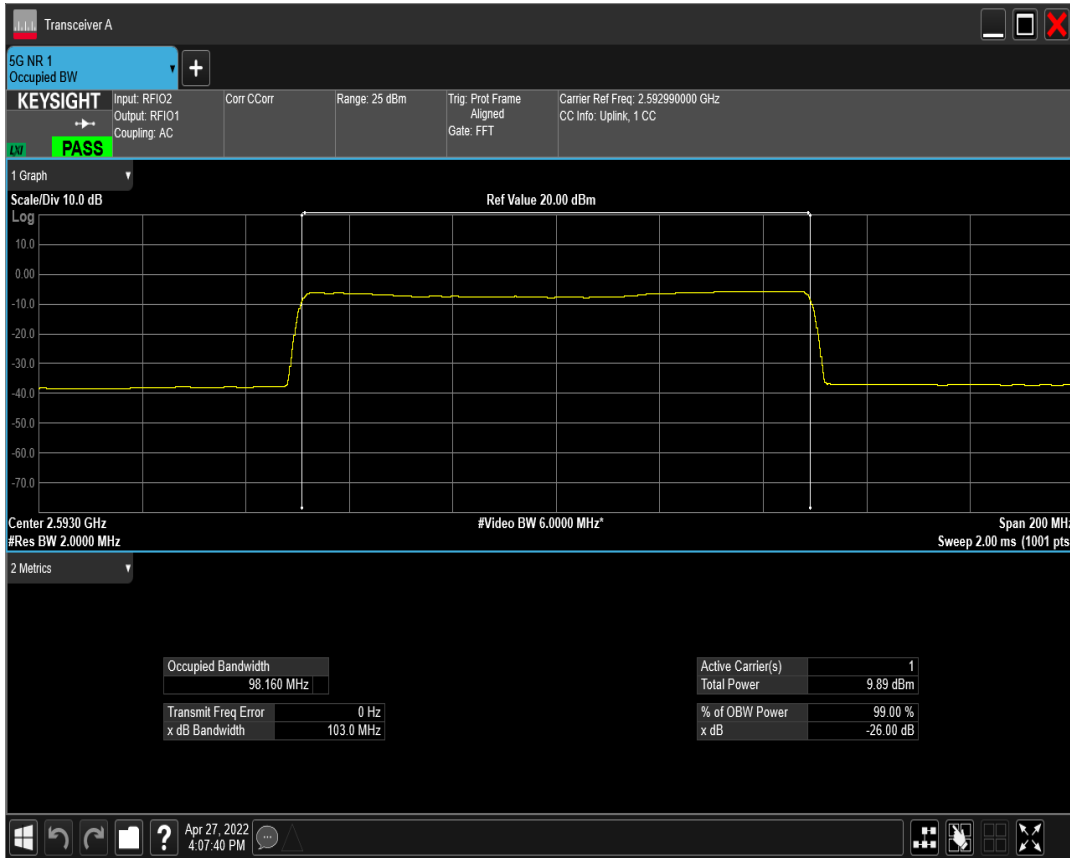 Transceiver A
5G NR 1
Occupied BW
KEYSIGHT
Input: RFIO2
Output: RFIO1
Coupling: AC
Corr CCorr
Range: 25 dBm
Trig: Prot Frame
Aligned
Gate: FFT
Carrier Ref Freq: 2.592990000 GHz
CC Info: Uplink, 1 CC
LXI
PASS
1 Graph
Scale/Div 10.0 dB
Ref Value 20.00 dBm
Log
10.0
0.00
-10.0
-20.0
-30.0
-40.0
-50.0
-60.0
-70.0
Center 2.5930 GHz
#Video BW 6.0000 MHz*
Span 200 MHz
#Res BW 2.0000 MHz
Sweep 2.00 ms (1001 pts
2 Metrics
Occupied Bandwidth
98.160 MHz
Transmit Freq Error 0 Hz
x dB Bandwidth 103.0 MHz
Active Carrier(s) 1
Total Power 9.89 dBm
% of OBW Power 99.00 %
x dB -26.00 dB
Apr 27, 2022
4:07:40 PM